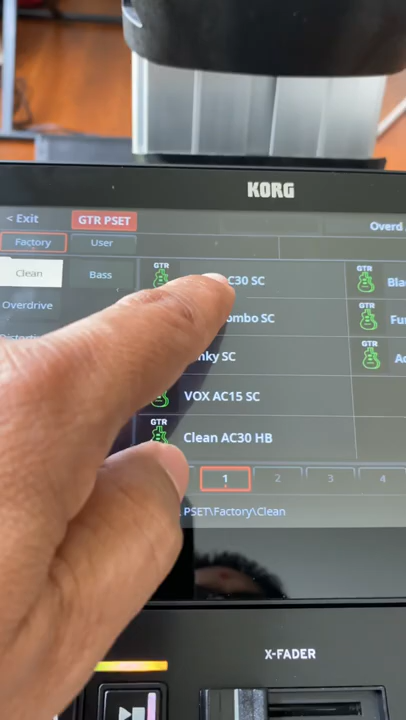 KORG
< Exit
GTR PSET
Overd
Factory
User
Clean
Bass
GTR
C30 SC
GTR
Bla
Overdrive
ombo SC
GTR
Fu
nky SC
GTR
VOX AC15 SC
GTR
Clean AC30 HB
1
2
3
4
PSET\Factory\Clean
X-FADER